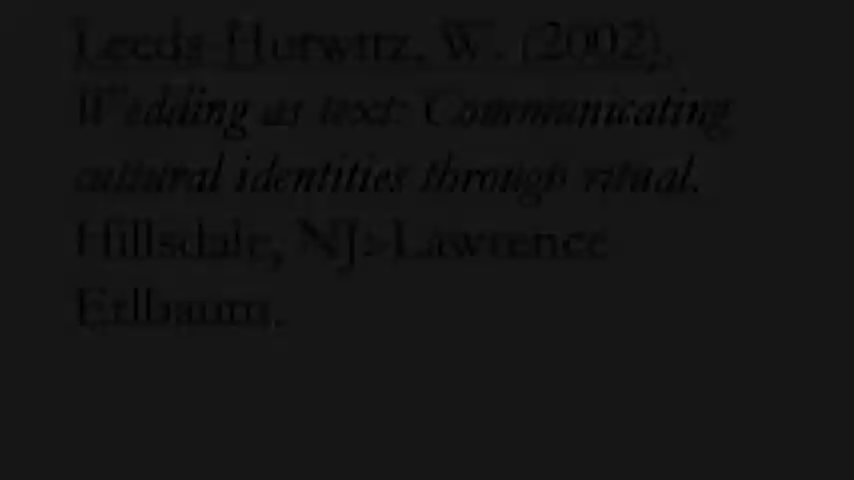 Leeds-Hurwitz, W. (2002).
Wedding as text: Communicating
cultural identities through ritual.
Hillsdale, NJ: Lawrence
Erlbaum.